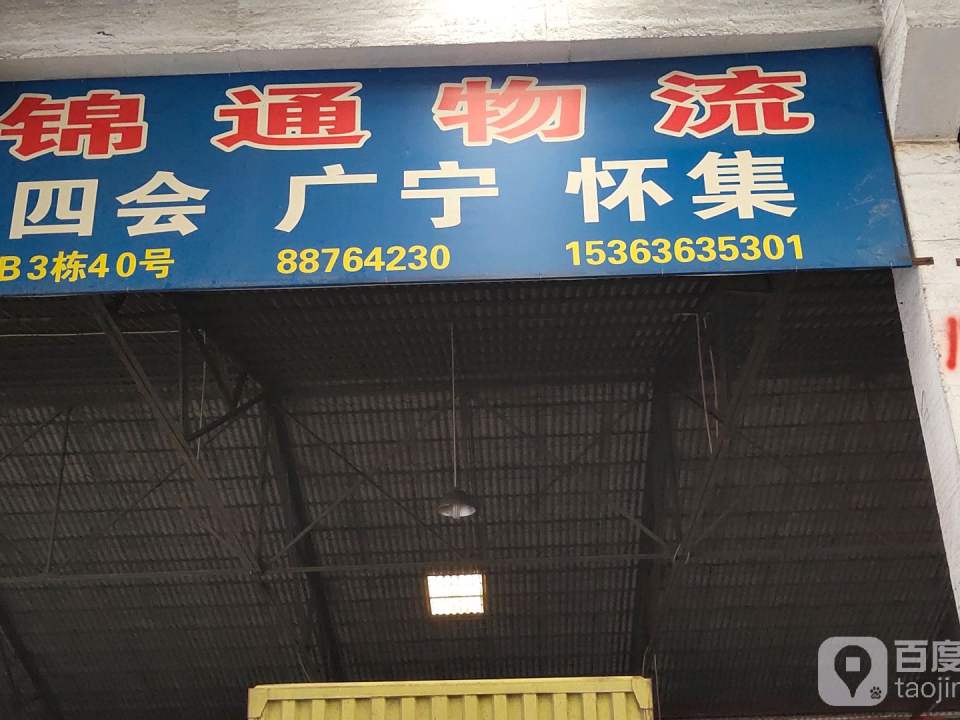 锦通物流
四会 广宁 怀集
B3栋40号 88764230 15363635301
百度
taojin